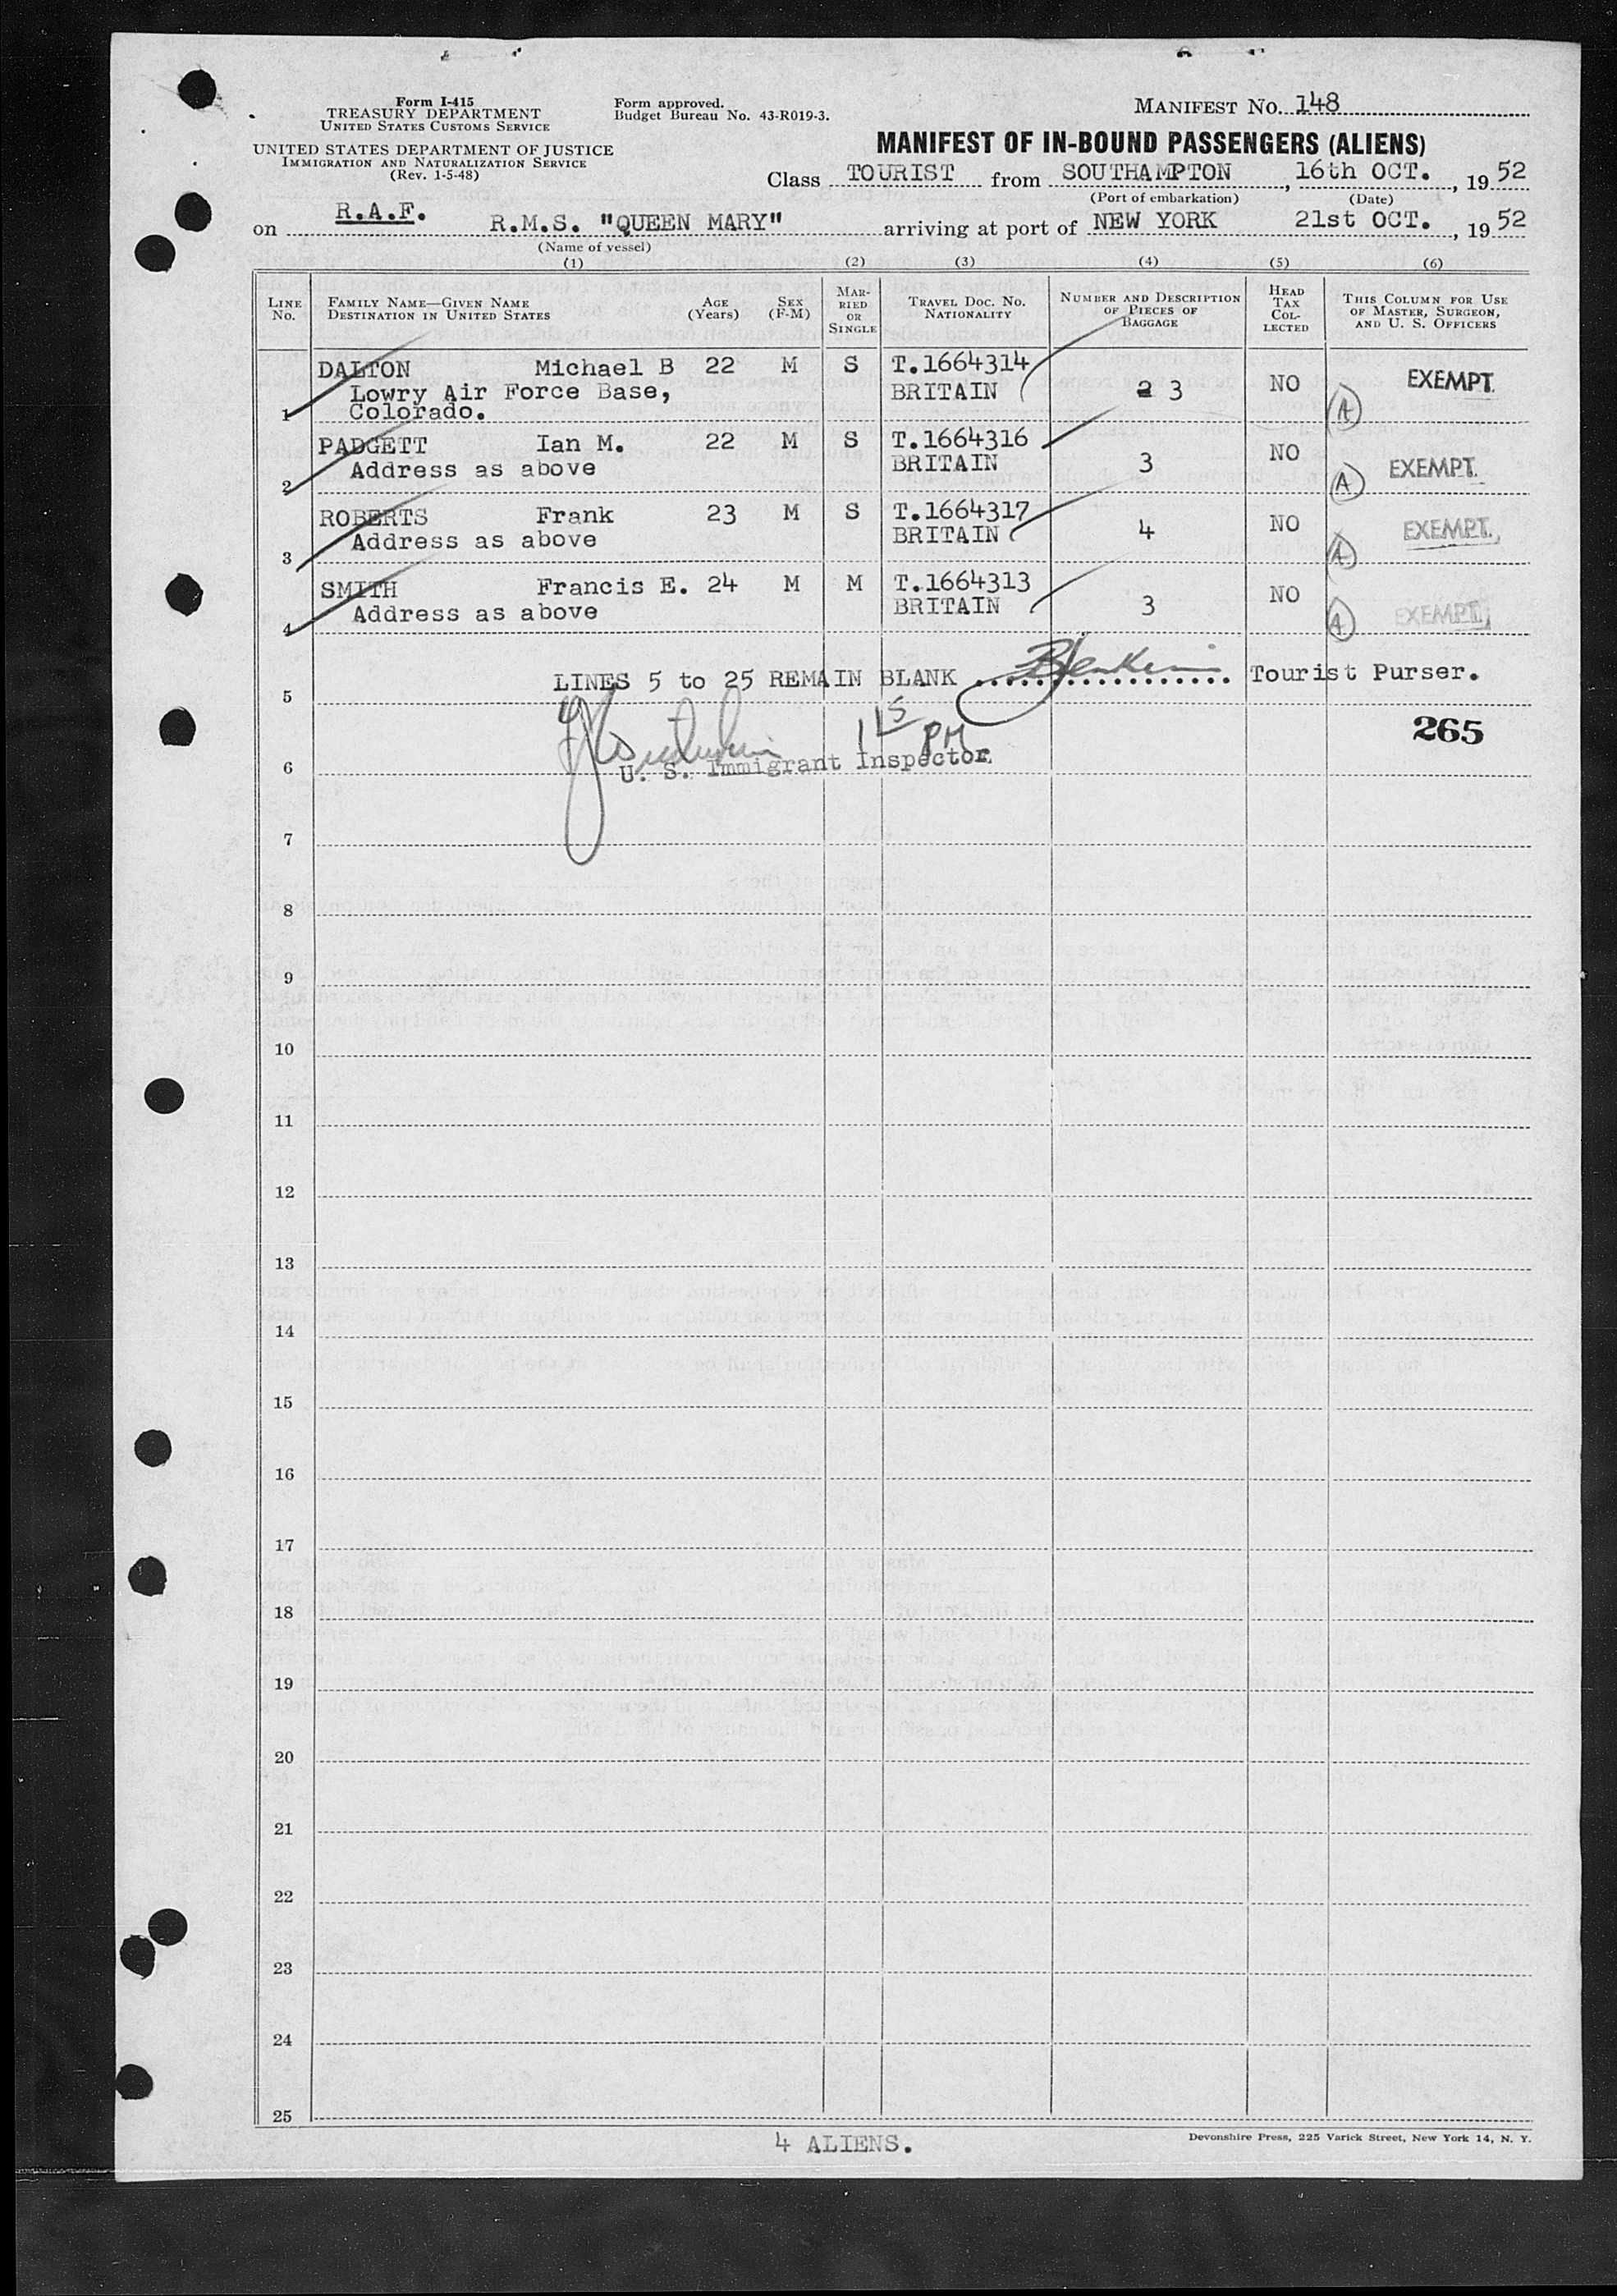 Form I-415
TREASURY DEPARTMENT
UNITED STATES CUSTOMS SERVICE
UNITED STATES DEPARTMENT OF JUSTICE
IMMIGRATION AND NATURALIZATION SERVICE
(Rev. 1-5-48)
Form approved.
Budget Bureau No. 43-R019-3.
MANIFEST NO. 148
MANIFEST OF IN-BOUND PASSENGERS (ALIENS)
Class TOURIST from SOUTHAMPTON, 16th OCT., 1952
(Port of embarkation) (Date)
on R.A.F. R.M.S. "QUEEN MARY" arriving at port of NEW YORK 21st OCT., 1952
(Name of vessel)
(1) (2) (3) (4) (5) (6)
LINE No. FAMILY NAME—GIVEN NAME DESTINATION IN UNITED STATES AGE (Years) SEX (F-M) MARRIED OR SINGLE TRAVEL DOC. NO. NATIONALITY NUMBER AND DESCRIPTION OF PIECES OF BAGGAGE HEAD TAX COLLECTED THIS COLUMN FOR USE OF MASTER, SURGEON, AND U. S. OFFICERS
DALTON Michael B 22 M S T.1664314
Lowry Air Force Base, BRITAIN 2 3 NO EXEMPT
1 Colorado. A
PADGETT Ian M. 22 M S T.1664316 NO
Address as above BRITAIN 3 EXEMPT.
2 A
ROBERTS Frank 23 M S T.1664317 NO
Address as above BRITAIN 4 EXEMPT.
3 A
SMITH Francis E. 24 M M T.1664313 NO
Address as above BRITAIN 3 EXEMPT.
4 A
LINES 5 to 25 REMAIN BLANK .................. Tourist Purser.
5
1 15 PM 265
6 U. S. Immigrant Inspector.
7
8
9
10
11
12
13
14
15
16
17
18
19
20
21
22
23
24
25
4 ALIENS.
Devonshire Press, 225 Varick Street, New York 14, N. Y.